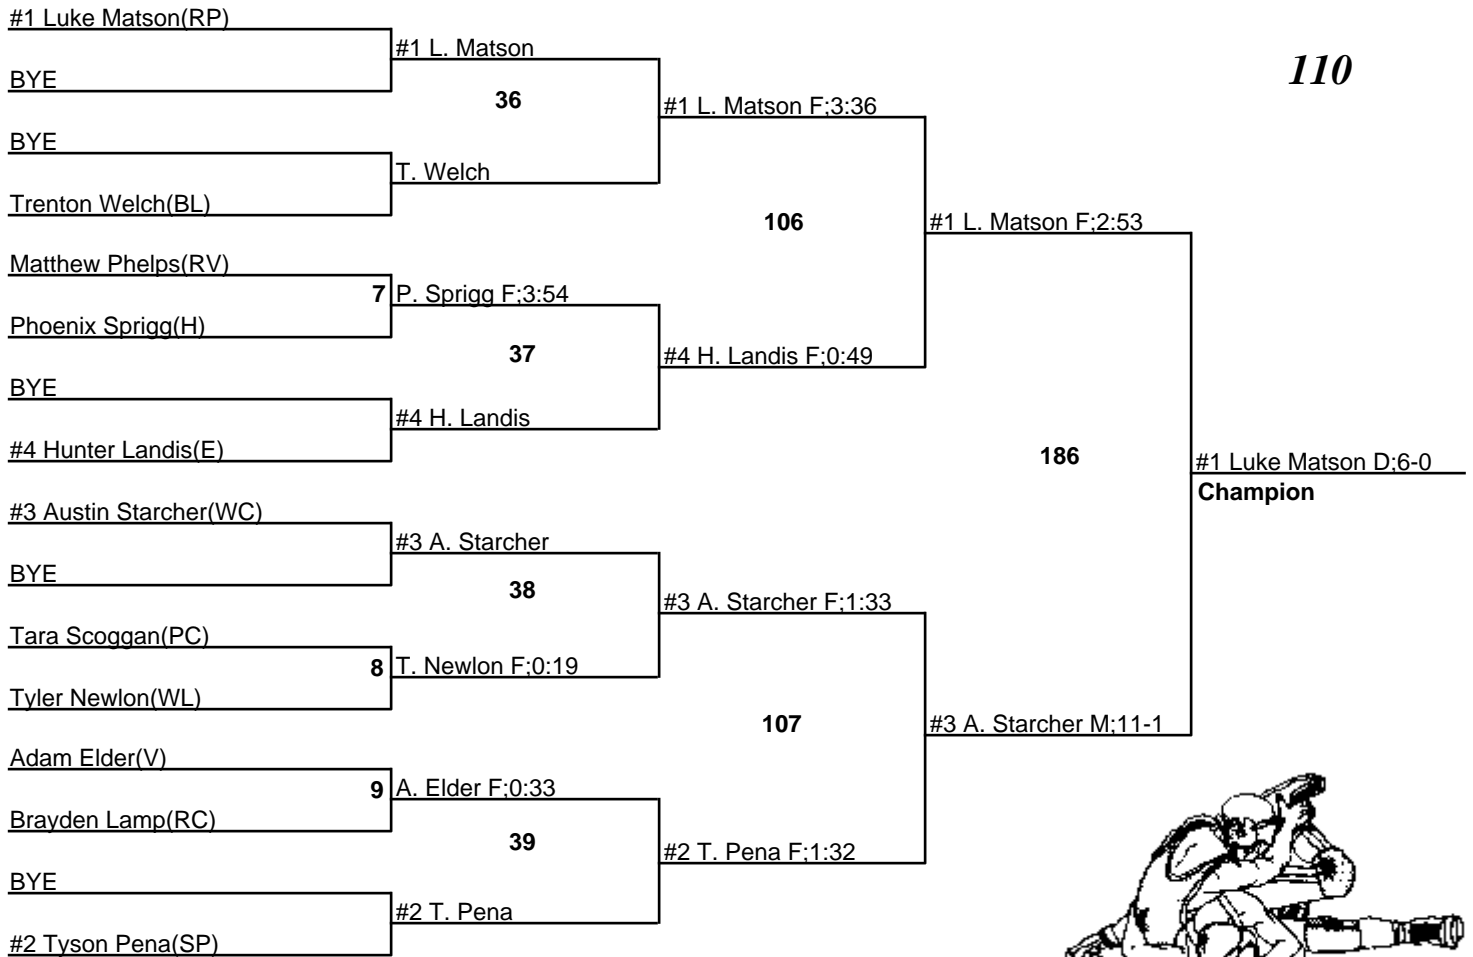 #1 Luke Matson(RP)
BYE
BYE
Trenton Welch(BL)
Matthew Phelps(RV)
Phoenix Sprigg(H)
BYE
#4 Hunter Landis(E)
#3 Austin Starcher(WC)
BYE
Tara Scoggan(PC)
Tyler Newlon(WL)
Adam Elder(V)
Brayden Lamp(RC)
BYE
#2 Tyson Pena(SP)
#1 L. Matson
36
T. Welch
7 P. Sprigg F;3:54
37
#4 H. Landis
#3 A. Starcher
38
8 T. Newlon F;0:19
9 A. Elder F;0:33
39
#2 T. Pena
#1 L. Matson F;3:36
106
#4 H. Landis F;0:49
#3 A. Starcher F;1:33
107
#2 T. Pena F;1:32
#1 L. Matson F;2:53
186
#3 A. Starcher M;11-1
110
#1 Luke Matson D;6-0
Champion